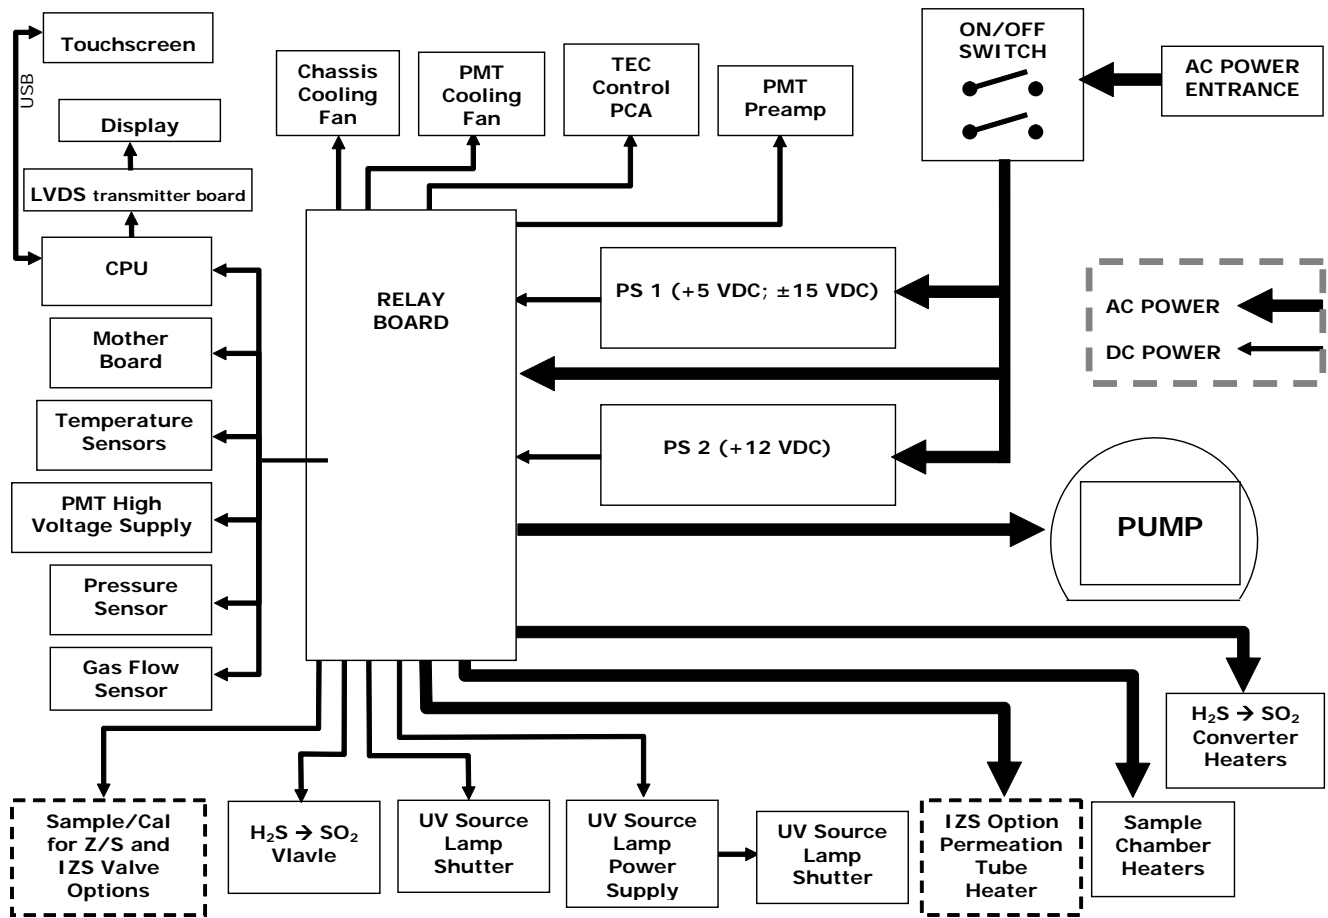 Touchscreen
USB
Display
LVDS transmitter board
CPU
Mother
Board
Temperature
Sensors
PMT High
Voltage Supply
Pressure
Sensor
Gas Flow
Sensor
Chassis
Cooling
Fan
PMT
Cooling
Fan
TEC
Control
PCA
PMT
Preamp
ON/OFF
SWITCH
AC POWER
ENTRANCE
RELAY
BOARD
PS 1 (+5 VDC; ±15 VDC)
PS 2 (+12 VDC)
AC POWER
DC POWER
PUMP
H₂S → SO₂
Converter
Heaters
Sample/Cal
for Z/S and
IZS Valve
Options
H₂S → SO₂
Vlavle
UV Source
Lamp
Shutter
UV Source
Lamp
Power
Supply
UV Source
Lamp
Shutter
IZS Option
Permeation
Tube
Heater
Sample
Chamber
Heaters